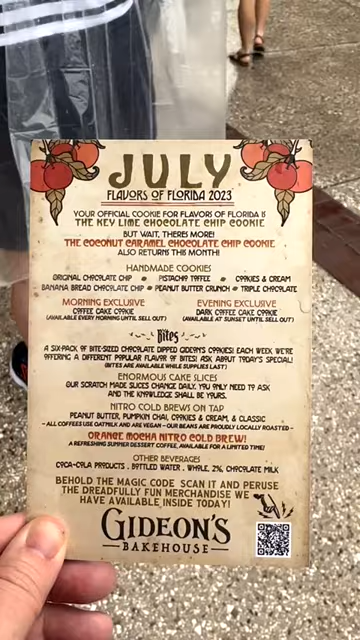 JULY
FLAVORS OF FLORIDA 2023
YOUR OFFICIAL COOKIE FOR FLAVORS OF FLORIDA IS
THE KEY LIME CHOCOLATE CHIP COOKIE
BUT WAIT, THERES MORE!
THE COCONUT CARAMEL CHOCOLATE CHIP COOKIE
ALSO RETURNS THIS MONTH!
HANDMADE COOKIES
ORIGINAL CHOCOLATE CHIP * PISTACHIO TOFFEE * COOKIES & CREAM
BANANA BREAD CHOCOLATE CHIP * PEANUT BUTTER CRUNCH * TRIPLE CHOCOLATE
MORNING EXCLUSIVE
COFFEE CAKE COOKIE
(AVAILABLE EVERY MORNING UNTIL SELL OUT)
EVENING EXCLUSIVE
DARK COFFEE CAKE COOKIE
(AVAILABLE AT SUNSET UNTIL SELL OUT)
Bites
A SIX-PACK OF BITE-SIZED CHOCOLATE DIPPED GIDEON'S COOKIES! EACH WEEK WE'RE
OFFERING A DIFFERENT POPULAR FLAVOR OF BITES! ASK ABOUT TODAY'S SPECIAL!
(BITES ARE AVAILABLE WHILE SUPPLIES LAST)
ENORMOUS CAKE SLICES
OUR SCRATCH MADE SLICES CHANGE DAILY. YOU ONLY NEED TO ASK
AND THE KNOWLEDGE SHALL BE YOURS.
NITRO COLD BREWS ON TAP
PEANUT BUTTER, PUMPKIN CHAI, COOKIES & CREAM, & CLASSIC
- ALL COFFEES USE OATMILK AND ARE VEGAN - OUR BEANS ARE PROUDLY LOCALLY ROASTED -
ORANGE MOCHA NITRO COLD BREW!
A REFRESHING SUMMER DESSERT COFFEE, AVAILABLE FOR A LIMITED TIME!
OTHER BEVERAGES
COCA-COLA PRODUCTS . BOTTLED WATER . WHOLE, 2%, CHOCOLATE MILK
BEHOLD THE MAGIC CODE SCAN IT AND PERUSE
THE DREADFULLY FUN MERCHANDISE WE
HAVE AVAILABLE INSIDE TODAY!
GIDEON'S
-BAKEHOUSE-